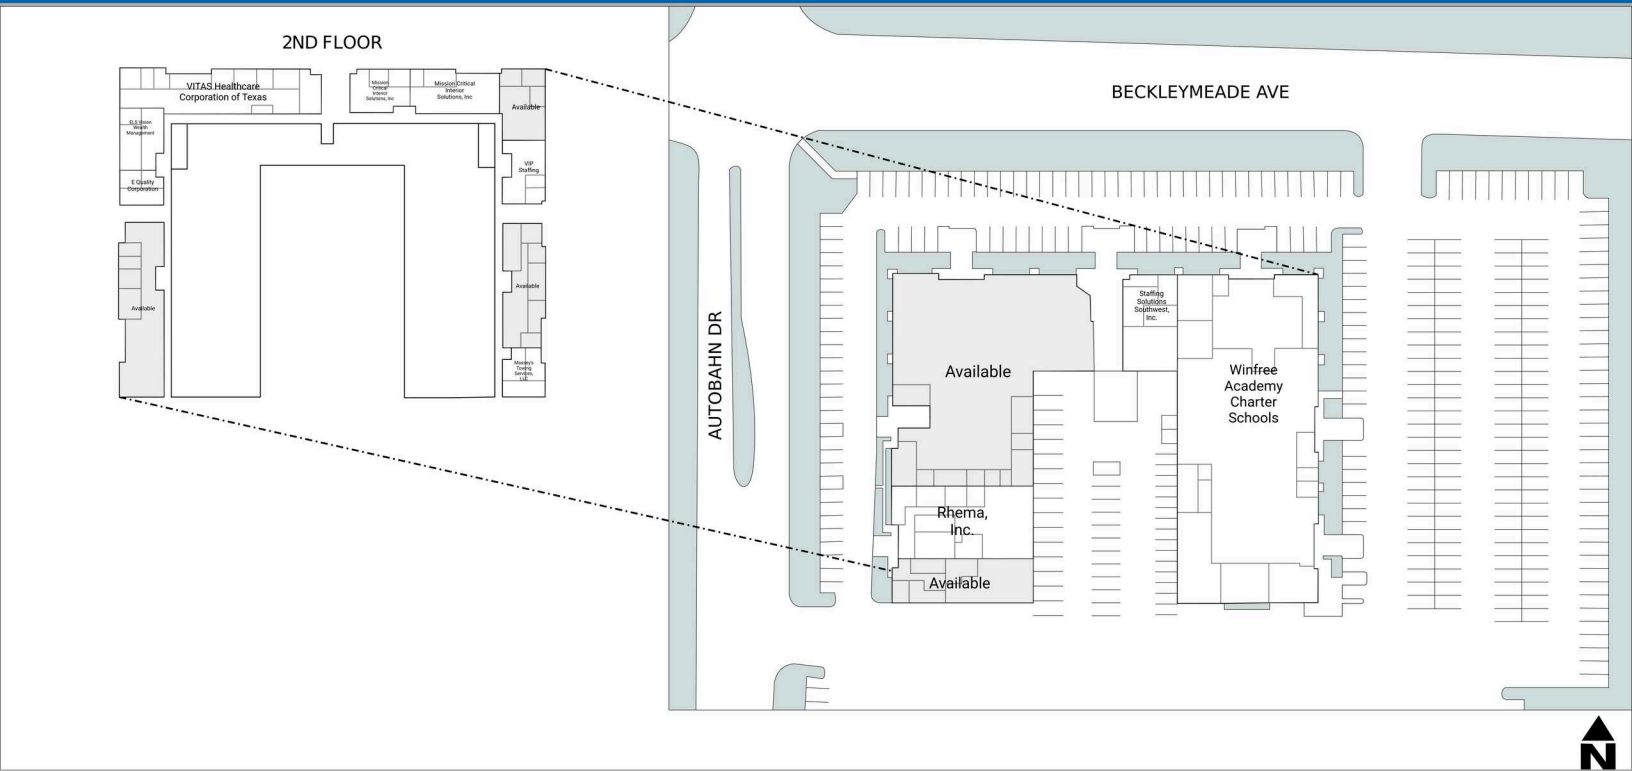 2ND FLOOR
VITAS Healthcare
Corporation of Texas
Mission
Critical
Interior
Solutions, Inc
Mission Critical
Interior
Solutions, Inc
Available
ELS Vision
Wealth
Management
VIP
Staffing
E Quality
Corporation
Available
Available
Massey's
Towing
Services,
LLC
BECKLEYMEADE AVE
AUTOBAHN DR
Staffing
Solutions
Southwest,
Inc.
Available
Winfree
Academy
Charter
Schools
Rhema,
Inc.
Available
N